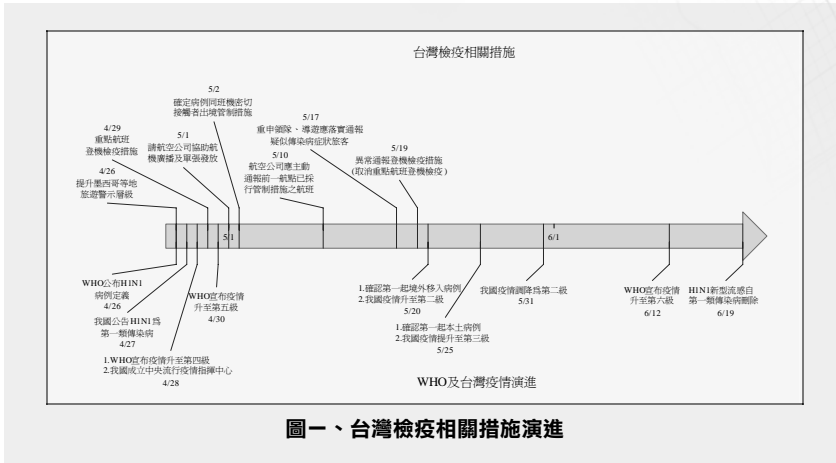 台灣檢疫相關措施
5/2
確定病例同班機密切
接觸者出境管制措施
4/29
重點航班
登機檢疫措施
5/1
請航空公司協助航
機廣播及單張發放
5/17
重申領隊、導遊應落實通報
疑似傳染病症狀旅客
4/26
提升墨西哥等地
旅遊警示層級
5/10
航空公司應主動
通報前一航點已採
行管制措施之航班
5/19
異常通報登機檢疫措施
(取消重點航班登機檢疫)
5/1
6/1
WHO公布H1N1
病例定義
4/26
我國公告H1N1為
第一類傳染病
4/27
1.WHO宣布疫情升至第四級
2.我國成立中央流行疫情指揮中心
4/28
WHO宣布疫情
升至第五級
4/30
1.確認第一起境外移入病例
2.我國疫情升至第二級
5/20
1.確認第一起本土病例
2.我國疫情提升至第三級
5/25
我國疫情調降為第二級
5/31
WHO宣布疫情
升至第六級
6/12
H1N1新型流感自
第一類傳染病刪除
6/19
WHO及台灣疫情演進
圖一、台灣檢疫相關措施演進